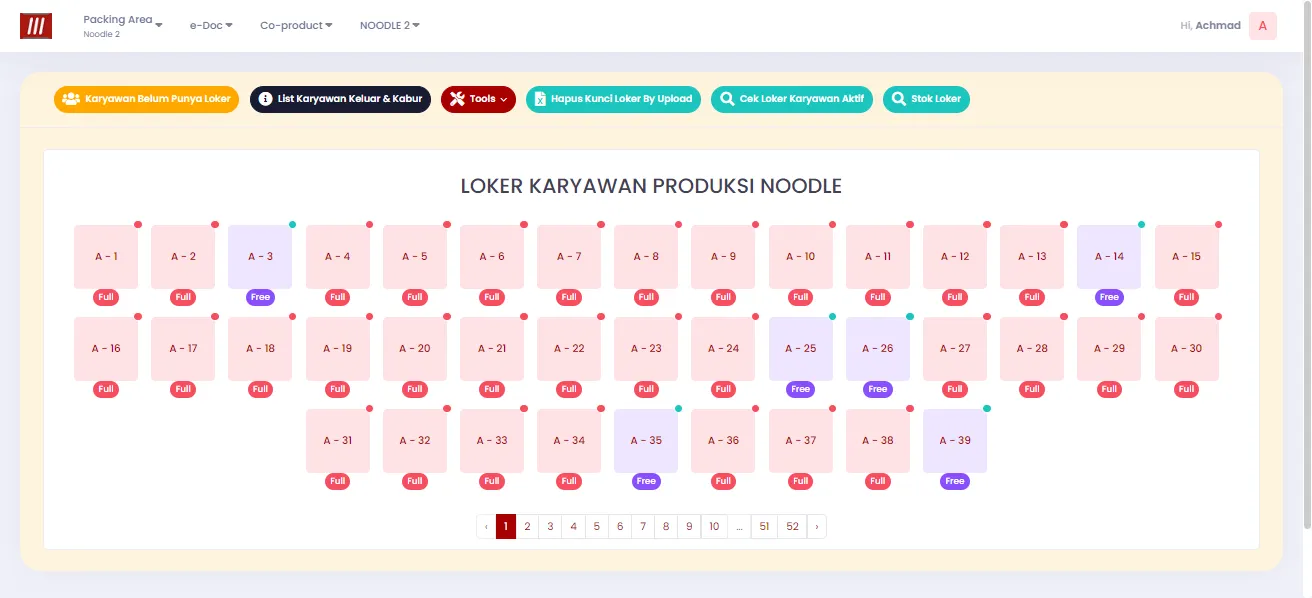 Packing Area
Noodle 2
e-Doc
Co-product
NOODLE 2
Hi, Achmad
A
Karyawan Belum Punya Loker
List Karyawan Keluar & Kabur
Tools
Hapus Kunci Loker By Upload
Cek Loker Karyawan Aktif
Stok Loker
LOKER KARYAWAN PRODUKSI NOODLE
A - 1 A - 2 A - 3 A - 4 A - 5 A - 6 A - 7 A - 8 A - 9 A - 10 A - 11 A - 12 A - 13 A - 14 A - 15
Full Full Free Full Full Full Full Full Full Full Full Full Full Free Full
A - 16 A - 17 A - 18 A - 19 A - 20 A - 21 A - 22 A - 23 A - 24 A - 25 A - 26 A - 27 A - 28 A - 29 A - 30
Full Full Full Full Full Full Full Full Full Free Free Full Full Full Full
A - 31 A - 32 A - 33 A - 34 A - 35 A - 36 A - 37 A - 38 A - 39
Full Full Full Full Free Full Full Full Free
‹ 1 2 3 4 5 6 7 8 9 10 ... 51 52 ›